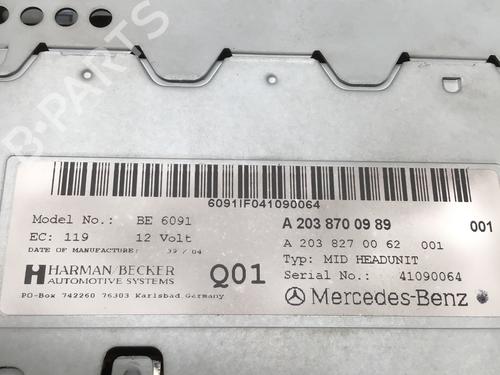 B-PARTS
6091IF041090064
Model No.: BE 6091
A 203 870 09 89 001
EC: 119 12 Volt
A 203 827 00 62 001
DATE OF MANUFACTURE: 39 / 04
Typ: MID HEADUNIT
HARMAN/BECKER
AUTOMOTIVE SYSTEMS
Q01
Serial No.: 41090064
PO-Box 742260 76303 Karlsbad,Germany
Mercedes-Benz